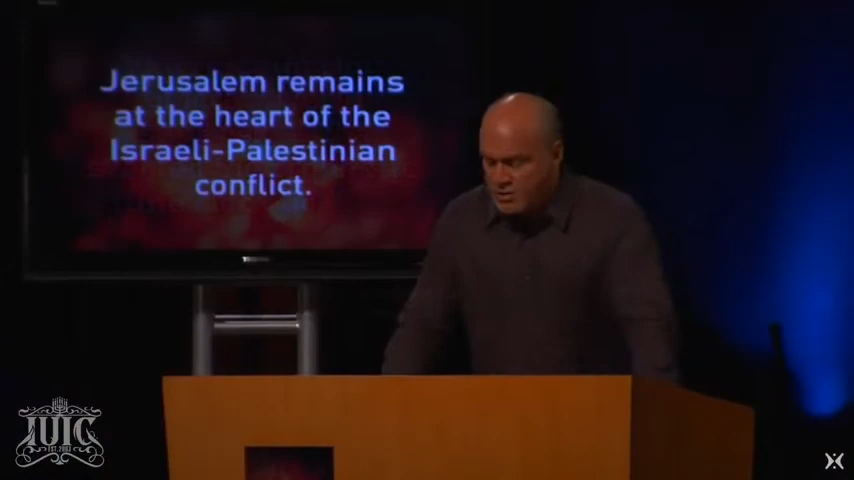 Jerusalem remains
at the heart of the
Israeli-Palestinian
conflict.
IUIC